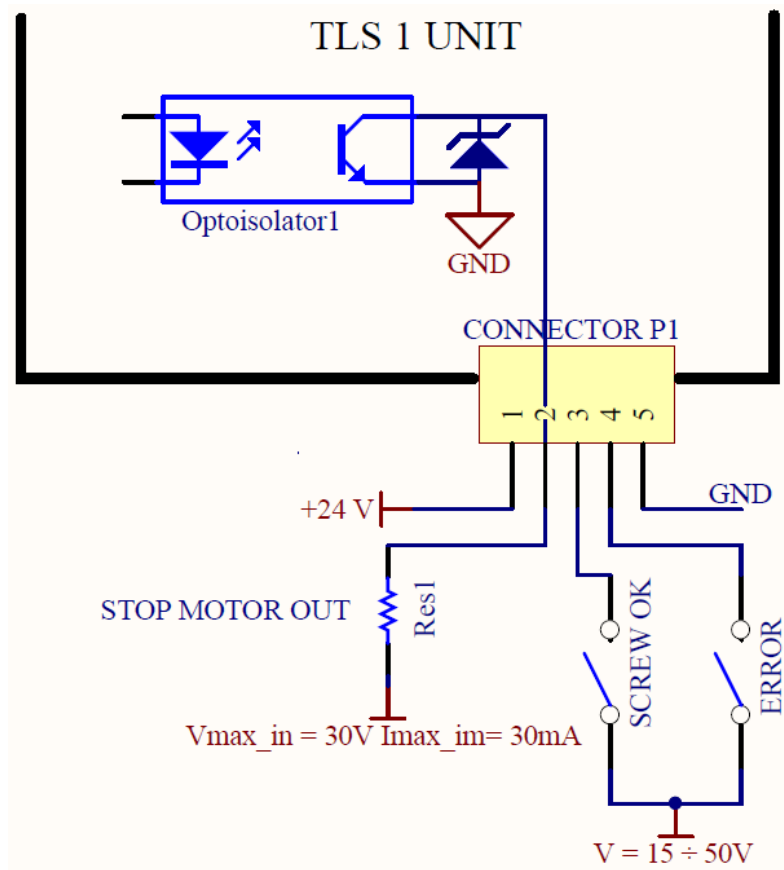 TLS 1 UNIT
Optoisolator1
GND
CONNECTOR P1
1 2 3 4 5
+24 V
GND
STOP MOTOR OUT
Res1
SCREW OK
ERROR
Vmax_in = 30V Imax_im= 30mA
V = 15 ÷ 50V